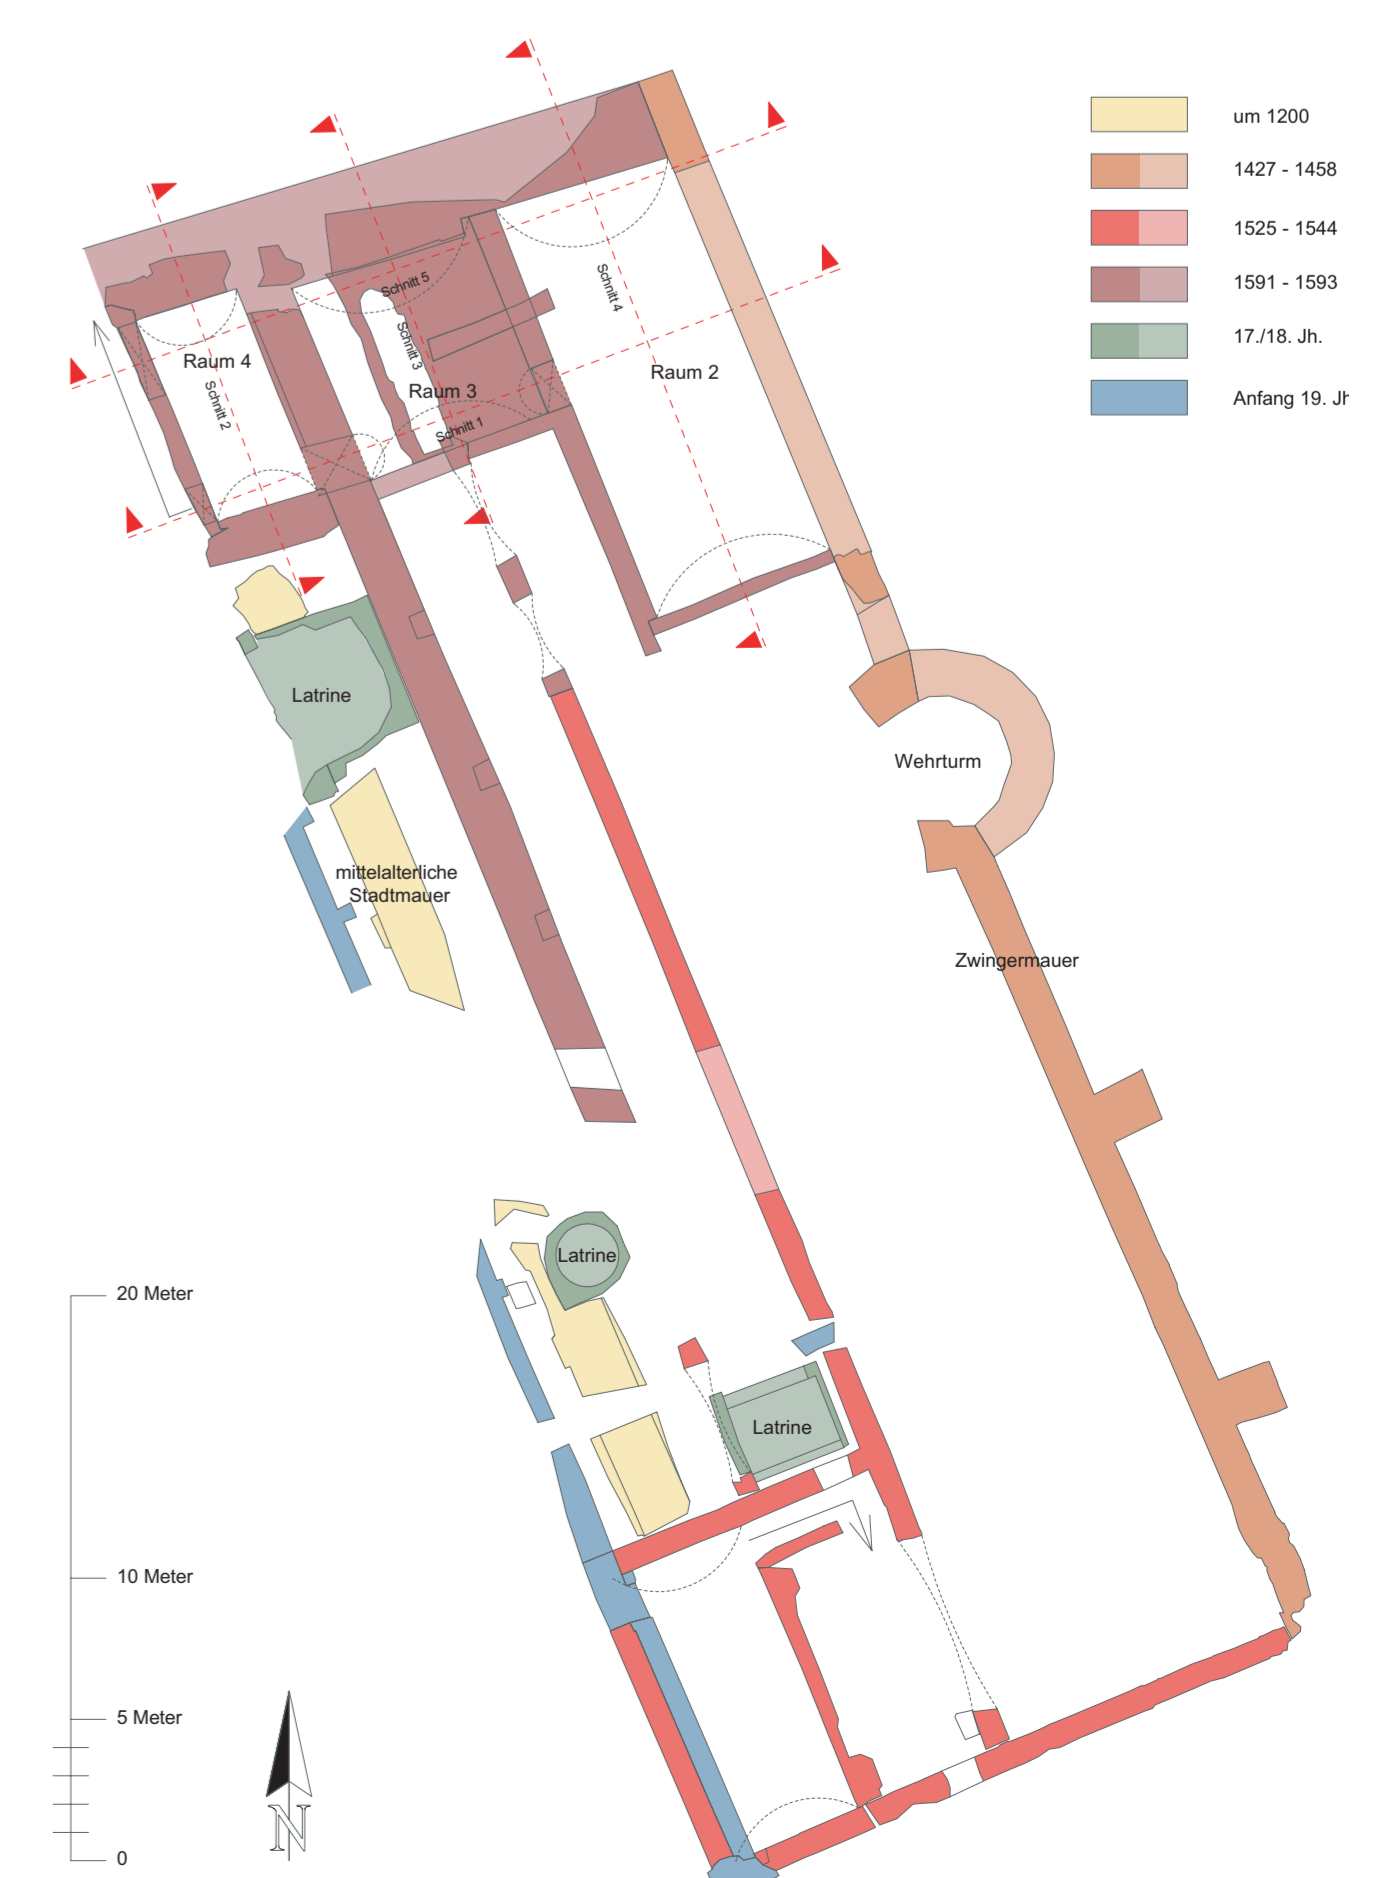 um 1200
1427 - 1458
1525 - 1544
1591 - 1593
17./18. Jh.
Anfang 19. Jh
Schnitt 5
Schnitt 4
Schnitt 3
Raum 4
Raum 3
Raum 2
Schnitt 2
Schnitt 1
Latrine
Wehrturm
mittelalterliche
Stadtmauer
Zwingermauer
Latrine
20 Meter
Latrine
10 Meter
5 Meter
N
0